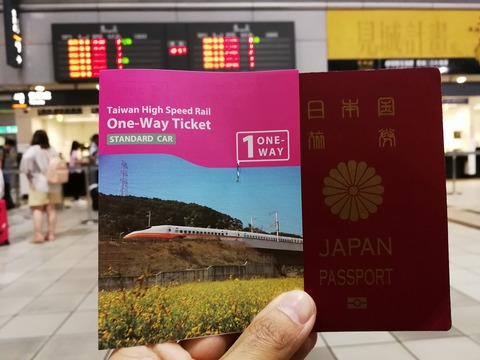 Taiwan High Speed Rail
One-Way Ticket
STANDARD CAR
1 ONE-
WAY
日本国
旅券
JAPAN
PASSPORT